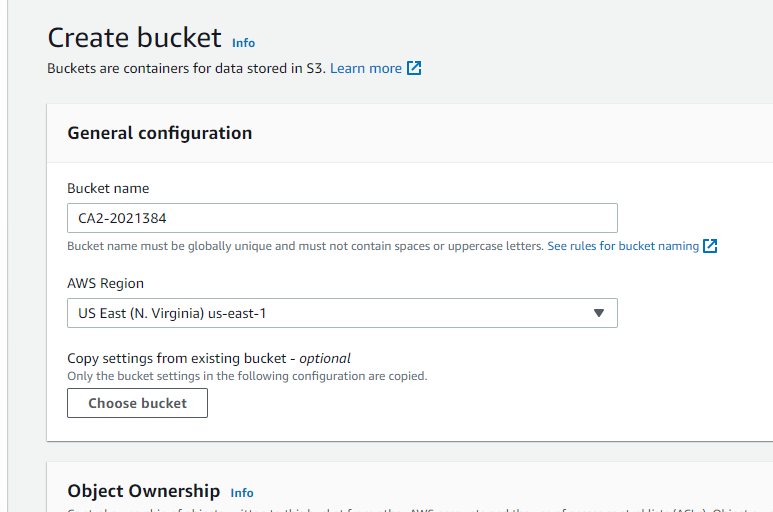 Create bucket Info
Buckets are containers for data stored in S3. Learn more
General configuration
Bucket name
CA2-2021384
Bucket name must be globally unique and must not contain spaces or uppercase letters. See rules for bucket naming
AWS Region
US East (N. Virginia) us-east-1
Copy settings from existing bucket - optional
Only the bucket settings in the following configuration are copied.
Choose bucket
Object Ownership Info